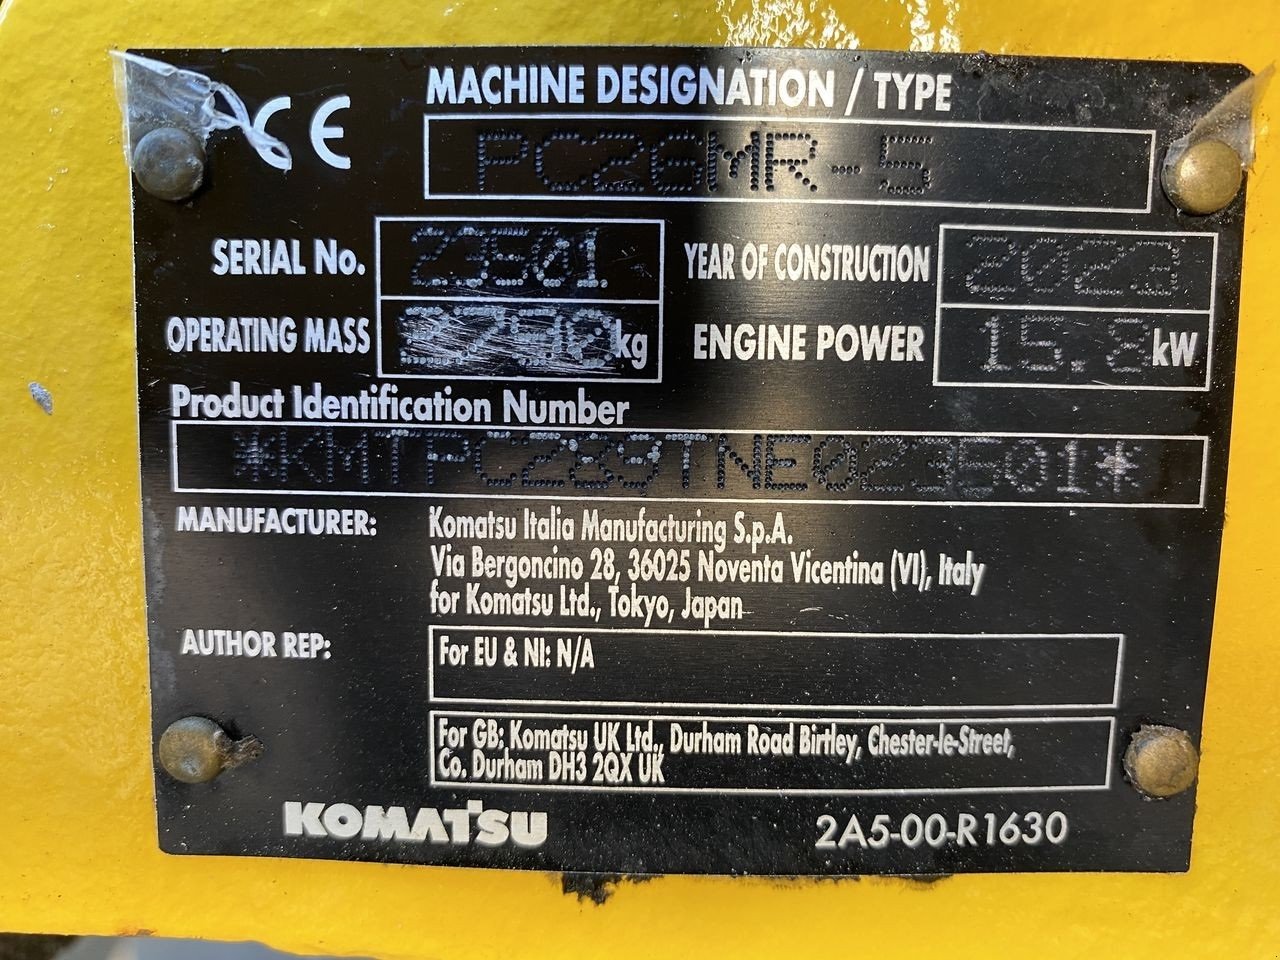 CE
MACHINE DESIGNATION / TYPE
PC26MR-5
SERIAL No.
YEAR OF CONSTRUCTION 2023
OPERATING MASS kg
ENGINE POWER 15.8 kW
Product Identification Number
MANUFACTURER: Komatsu Italia Manufacturing S.p.A.
Via Bergoncino 28, 36025 Noventa Vicentina (VI), Italy
for Komatsu Ltd., Tokyo, Japan
AUTHOR REP: For EU & NI: N/A
For GB: Komatsu UK Ltd., Durham Road Birtley, Chester-le-Street,
Co. Durham DH3 2QX UK
KOMATSU
2A5-00-R1630